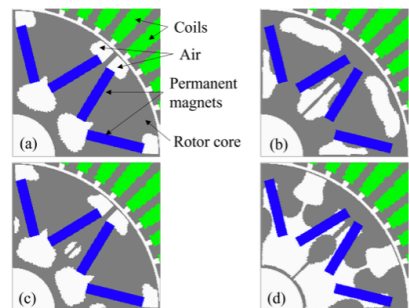 Coils
Air
Permanent
magnets
Rotor core
(a)
(b)
(c)
(d)